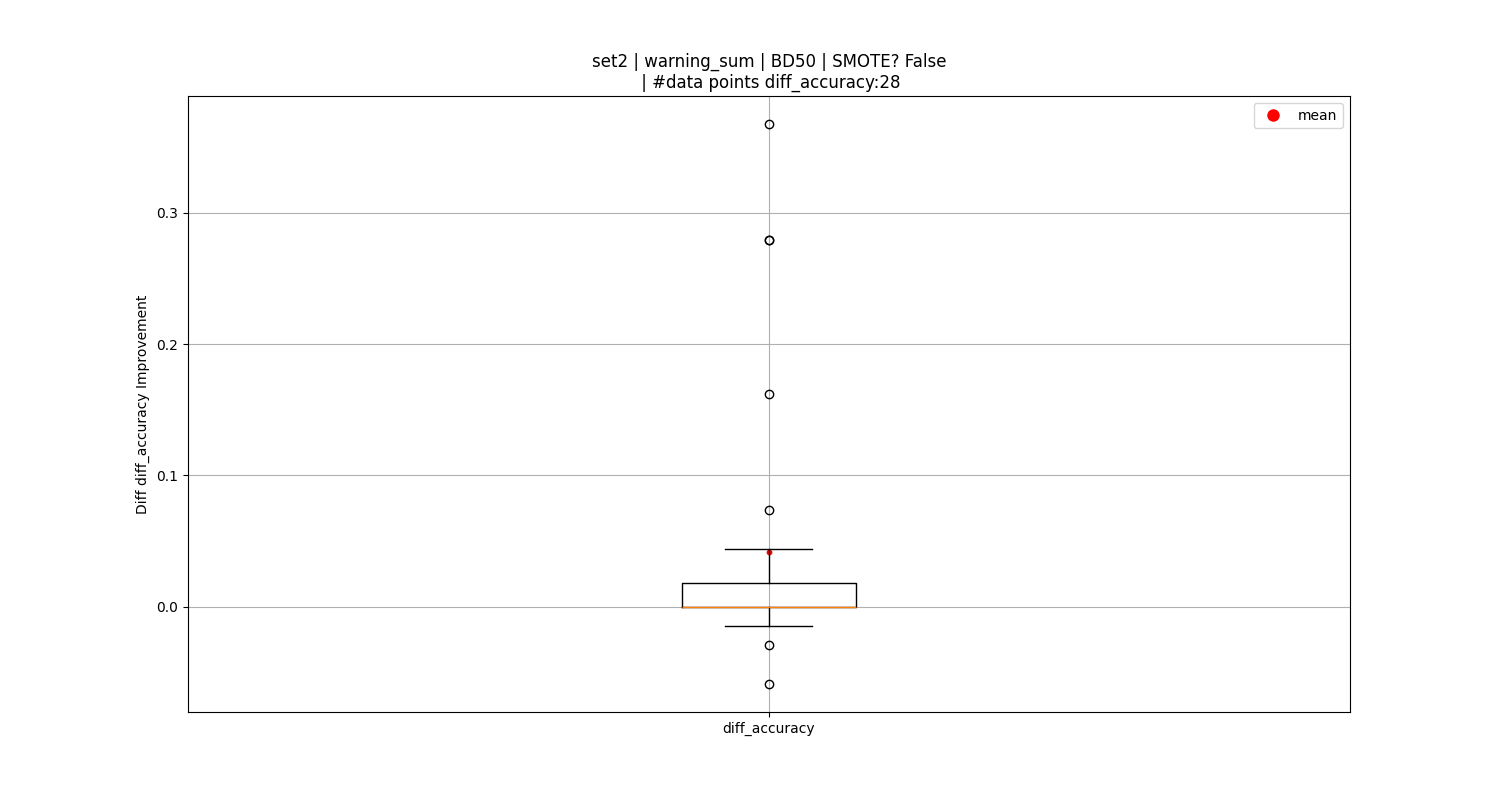 set2 | warning_sum | BD50 | SMOTE? False
| #data points diff_accuracy:28
mean
0.3
0.2
0.1
0.0
Diff diff_accuracy Improvement
diff_accuracy